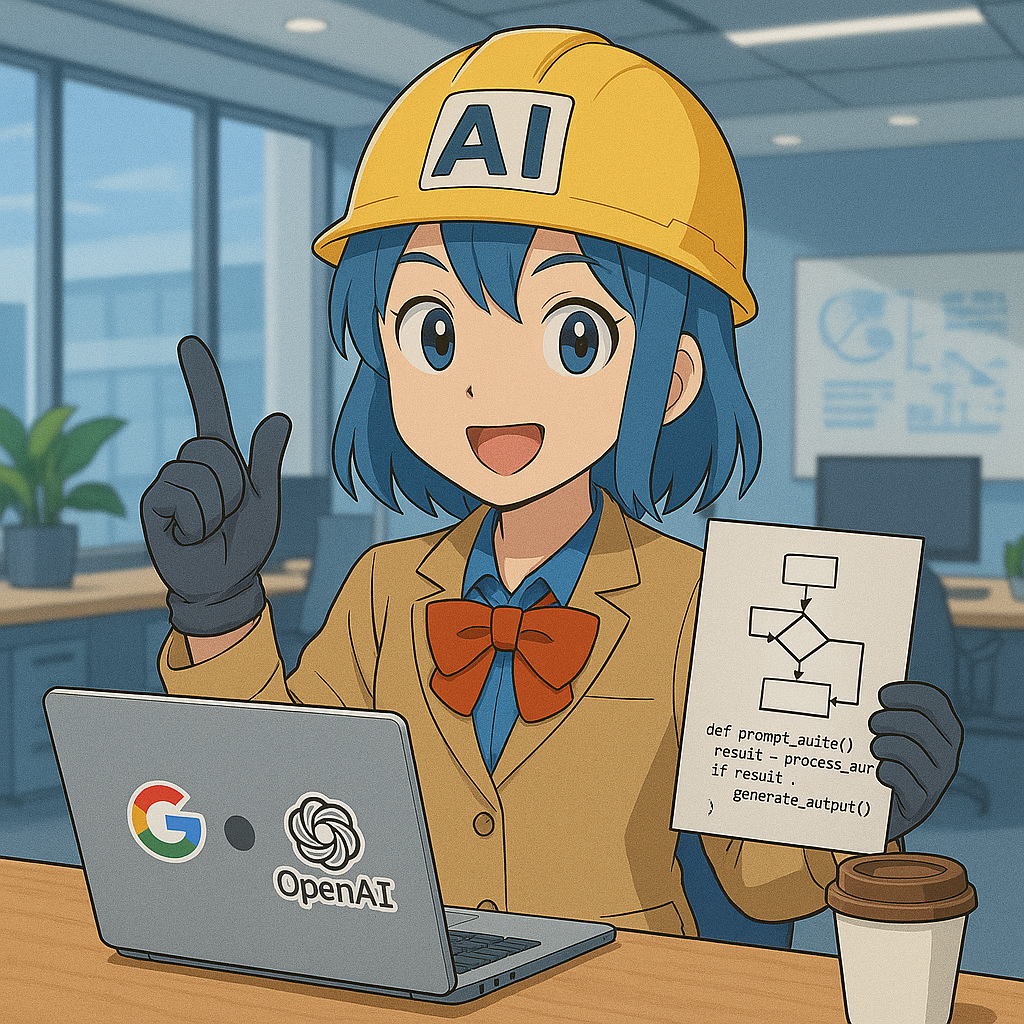 AI
G
OpenAI
def prompt_auite()
resuit – process_aur
if resuit .
generate_autput()
)